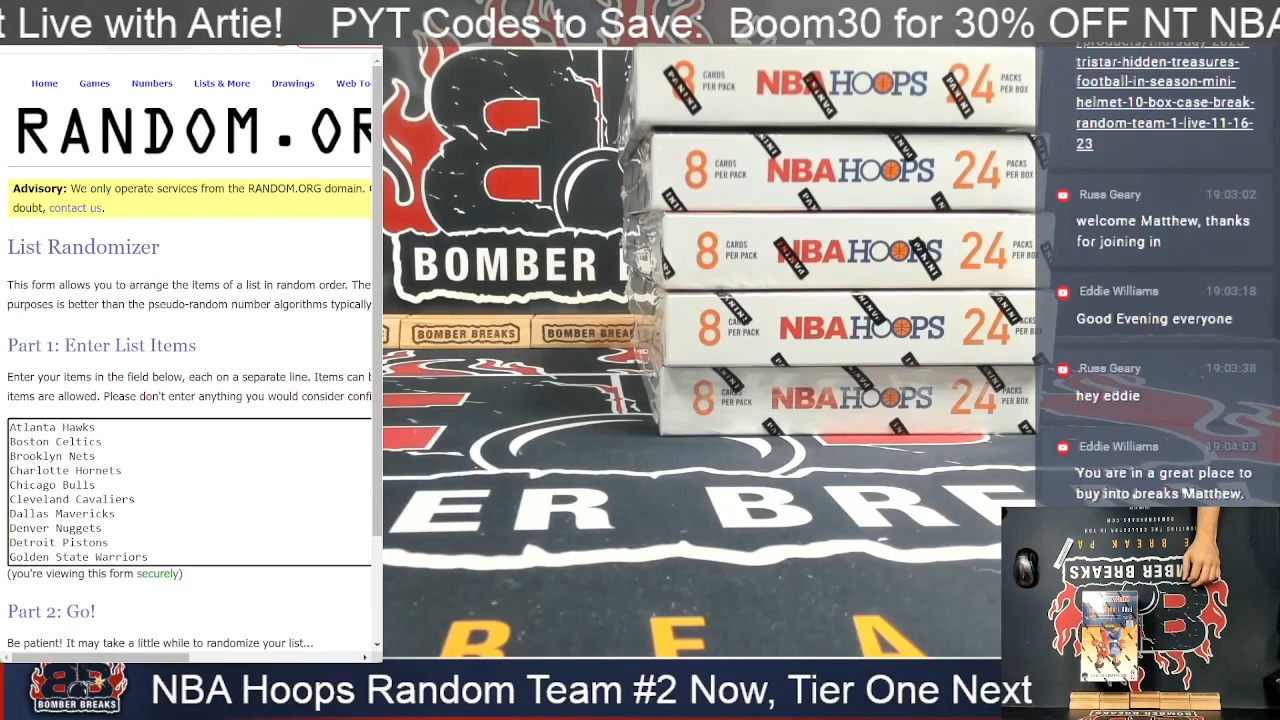 t Live with Artie! PYT Codes to Save: Boom30 for 30% OFF NT NBA
Home Games Numbers Lists & More Drawings Web To
RANDOM.OR
Advisory: We only operate services from the RANDOM.ORG domain.
doubt, contact us.
List Randomizer
This form allows you to arrange the items of a list in random order. The
purposes is better than the pseudo-random number algorithms typically
Part 1: Enter List Items
Enter your items in the field below, each on a separate line. Items can b
items are allowed. Please don't enter anything you would consider confi
Atlanta Hawks
Boston Celtics
Brooklyn Nets
Charlotte Hornets
Chicago Bulls
Cleveland Cavaliers
Dallas Mavericks
Denver Nuggets
Detroit Pistons
Golden State Warriors
(you're viewing this form securely)
Part 2: Go!
Be patient! It may take a little while to randomize your list...
8 CARDS PER PACK NBA HOOPS 24 PACKS PER BOX
8 CARDS PER PACK NBA HOOPS 24 PACKS PER BOX
8 CARDS PER PACK NBA HOOPS 24 PACKS PER BOX
8 CARDS PER PACK NBA HOOPS 24 PACKS PER BOX
8 CARDS PER PACK NBA HOOPS 24 PACKS PER BOX
PANINI
BOMBER B
BOMBER BREAKS BOMBER BREAKS
ER BRE
BREA
/products/thursday-2023-
tristar-hidden-treasures-
football-in-season-mini-
helmet-10-box-case-break-
random-team-1-live-11-16-
23
Russ Geary 19:03:02
welcome Matthew, thanks
for joining in
Eddie Williams 19:03:18
Good Evening everyone
Russ Geary 19:03:38
hey eddie
Eddie Williams 19:04:03
You are in a great place to
buy into breaks Matthew.
BOMBER BREAKS
NBA Hoops Random Team #2 Now, Tier One Next